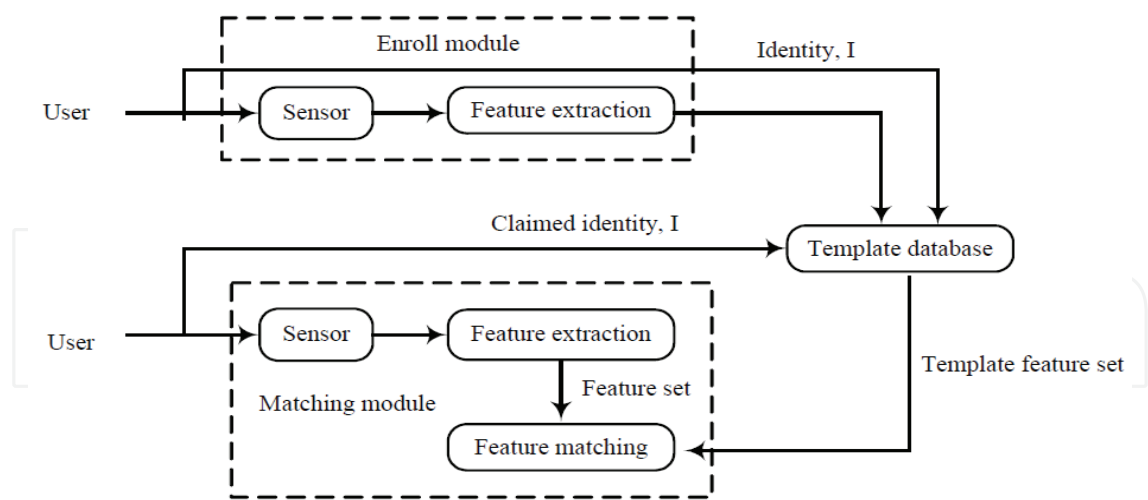 Enroll module
Identity, I
User
Sensor
Feature extraction
Claimed identity, I
Template database
User
Sensor
Feature extraction
Template feature set
Feature set
Matching module
Feature matching